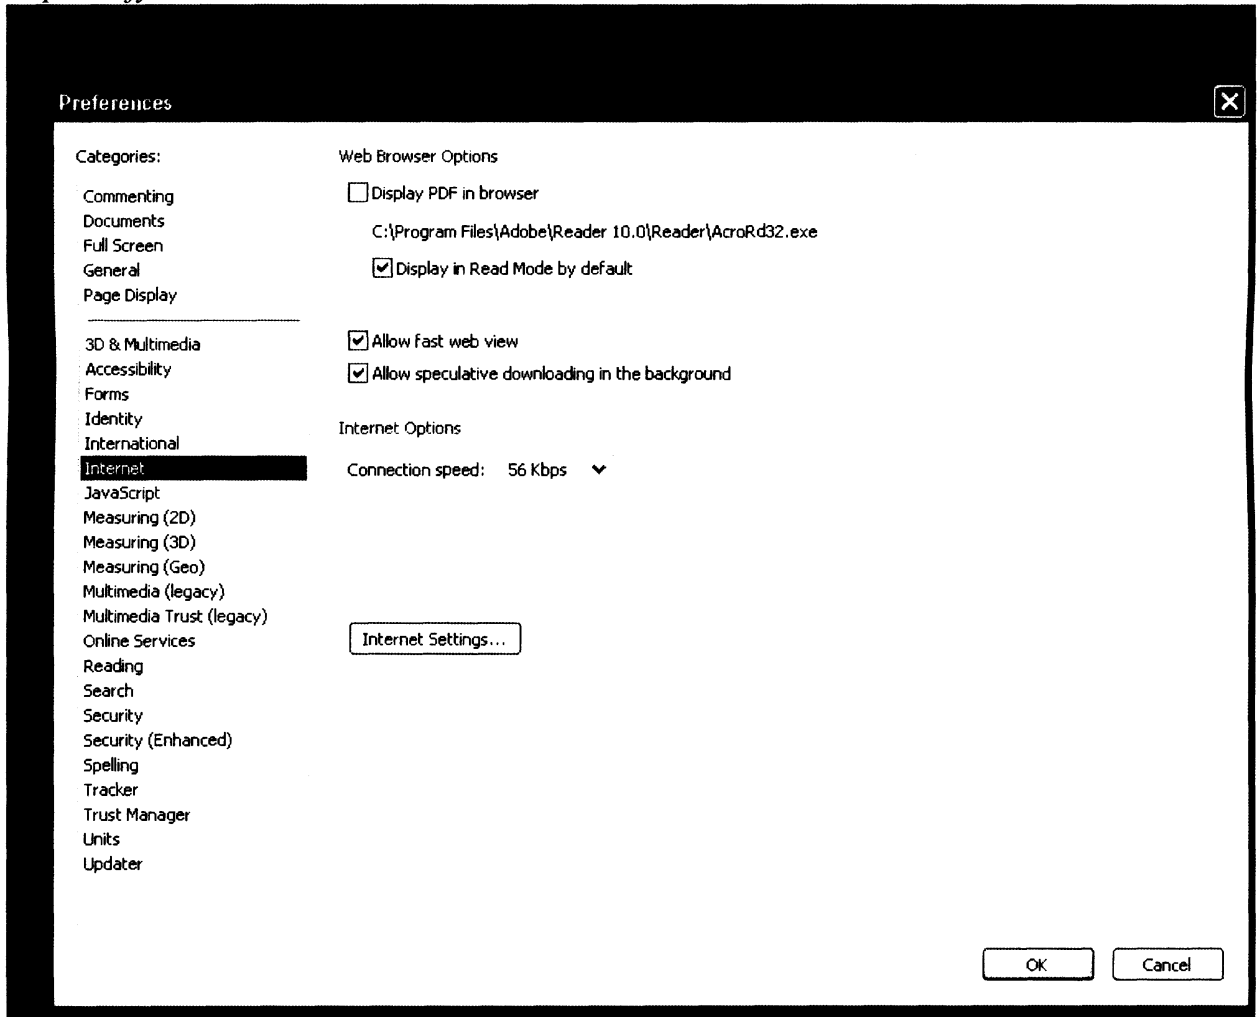 Preferences
Categories:
Commenting
Documents
Full Screen
General
Page Display
3D & Multimedia
Accessibility
Forms
Identity
International
Internet
JavaScript
Measuring (2D)
Measuring (3D)
Measuring (Geo)
Multimedia (legacy)
Multimedia Trust (legacy)
Online Services
Reading
Search
Security
Security (Enhanced)
Spelling
Tracker
Trust Manager
Units
Updater
Web Browser Options
Display PDF in browser
C:\Program Files\Adobe\Reader 10.0\Reader\AcroRd32.exe
Display in Read Mode by default
Allow fast web view
Allow speculative downloading in the background
Internet Options
Connection speed: 56 Kbps
Internet Settings...
OK
Cancel